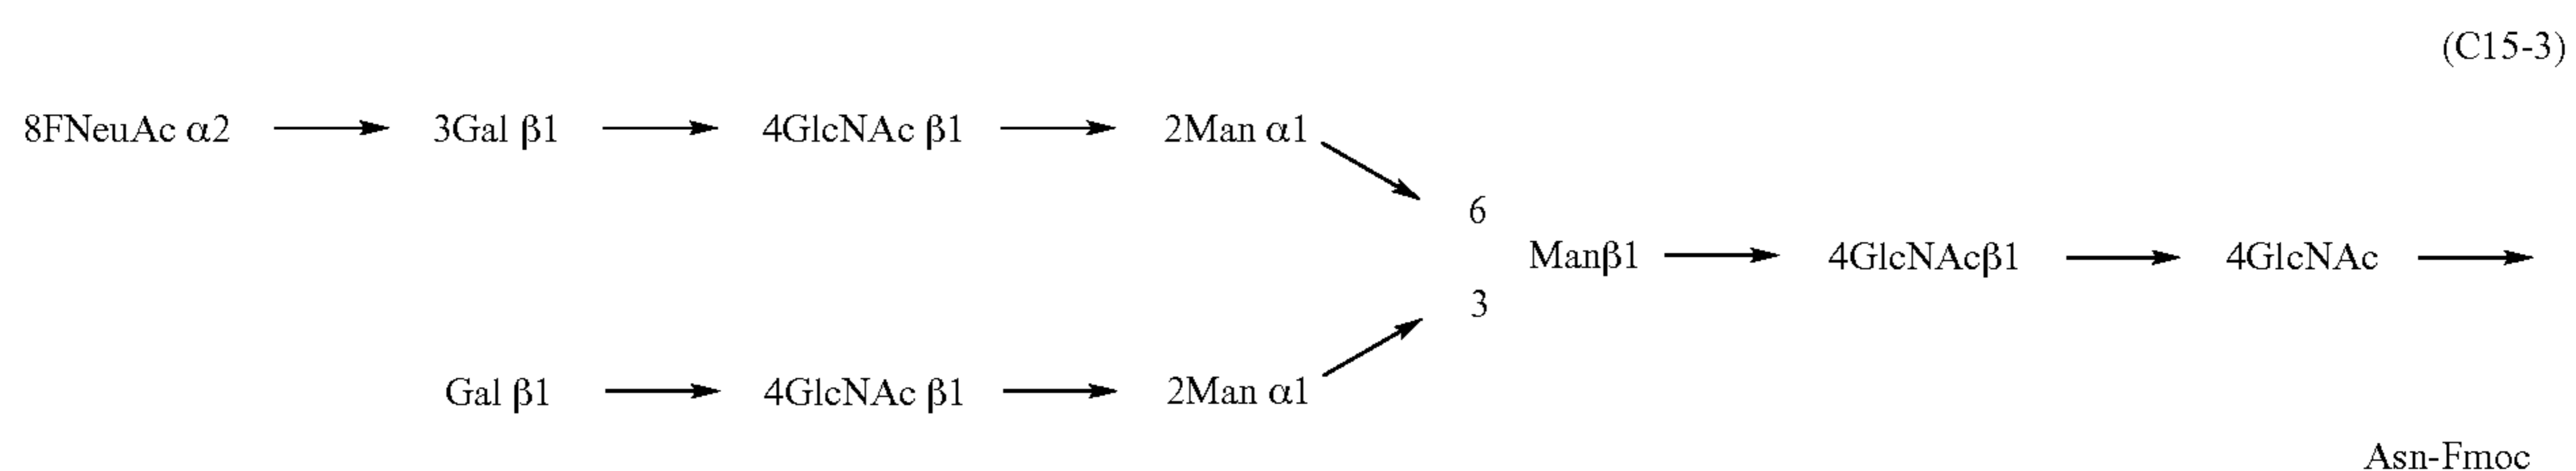 (C15-3)
8FNeuAc α2 → 3Gal β1 → 4GlcNAc β1 → 2Man α1
6
Manβ1 → 4GlcNAcβ1 → 4GlcNAc →
3
Gal β1 → 4GlcNAc β1 → 2Man α1
Asn-Fmoc